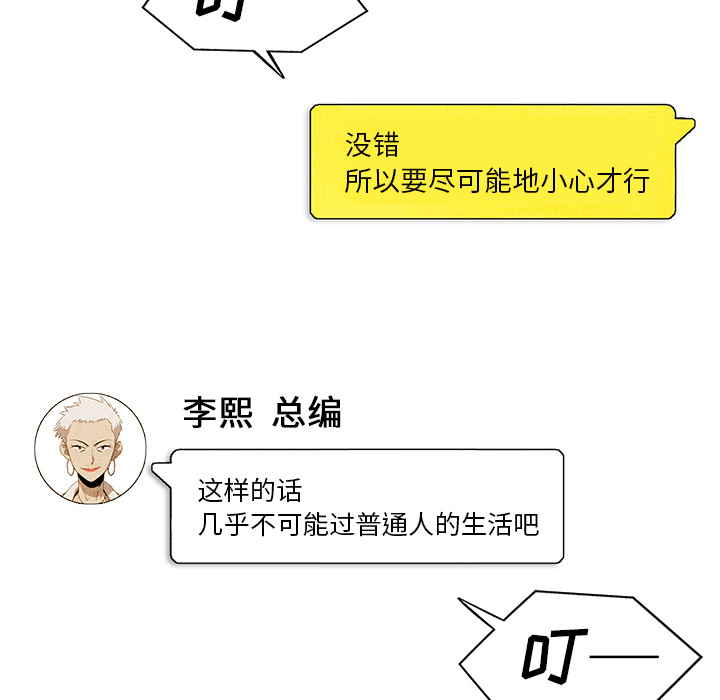 叮
没错
所以要尽可能地小心才行
李熙 总编
这样的话
几乎不可能过普通人的生活吧
叮——